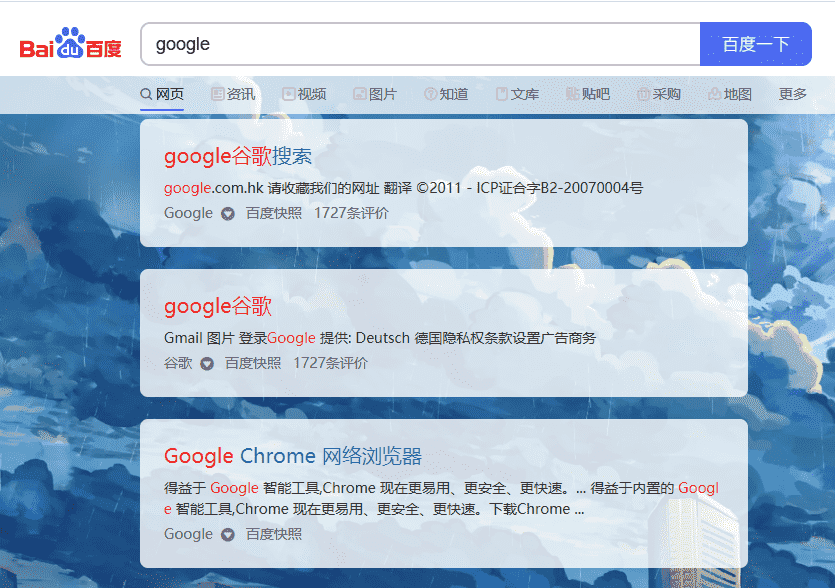 Bai du 百度
google
百度一下
网页 资讯 视频 图片 知道 文库 贴吧 采购 地图 更多
google谷歌搜索
google.com.hk 请收藏我们的网址 翻译 ©2011 - ICP证合字B2-20070004号
Google 百度快照 1727条评价
google谷歌
Gmail 图片 登录Google 提供: Deutsch 德国隐私权条款设置广告商务
谷歌 百度快照 1727条评价
Google Chrome 网络浏览器
得益于 Google 智能工具,Chrome 现在更易用、更安全、更快速。... 得益于内置的 Googl
e 智能工具,Chrome 现在更易用、更安全、更快速。下载Chrome ...
Google 百度快照